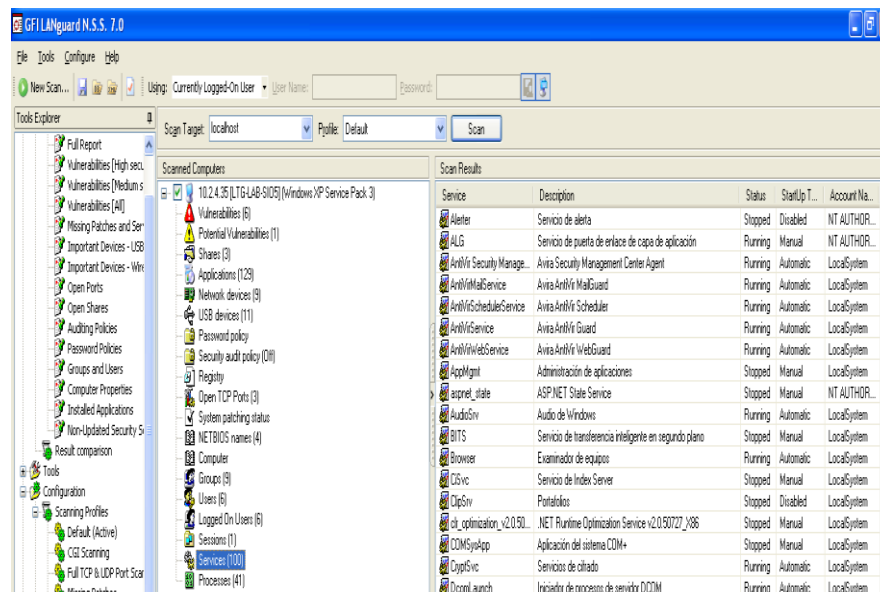 GFI LANguard N.S.S. 7.0
File Tools Configure Help
New Scan... Using: Currently Logged-On User User Name: Password:
Tools Explorer
Full Report
Vulnerabilities [High secu
Vulnerabilities [Medium s
Vulnerabilities [All]
Missing Patches and Ser
Important Devices - USB
Important Devices - Wire
Open Ports
Open Shares
Auditing Policies
Password Policies
Groups and Users
Computer Properties
Installed Applications
Non-Updated Security S
Result comparison
Tools
Configuration
Scanning Profiles
Default (Active)
CGI Scanning
Full TCP & UDP Port Scar
Missing Patches
Scan Target: localhost Profile: Default Scan
Scanned Computers
10.2.4.35 [LTG-LAB-SIO5] (Windows XP Service Pack 3)
Vulnerabilities (6)
Potential Vulnerabilities (1)
Shares (3)
Applications (129)
Network devices (9)
USB devices (11)
Password policy
Security audit policy (Off)
Registry
Open TCP Ports (3)
System patching status
NETBIOS names (4)
Computer
Groups (9)
Users (6)
Logged On Users (6)
Sessions (1)
Services (100)
Processes (41)
Scan Results
Service Description Status StartUp T... Account Na...
Alerter Servicio de alerta Stopped Disabled NT AUTHOR...
ALG Servicio de puerta de enlace de capa de aplicación Running Manual NT AUTHOR...
AntiVir Security Manage... Avira Security Management Center Agent Running Automatic LocalSystem
AntiVirMailService Avira AntiVir MailGuard Running Automatic LocalSystem
AntiVirSchedulerService Avira AntiVir Scheduler Running Automatic LocalSystem
AntiVirService Avira AntiVir Guard Running Automatic LocalSystem
AntiVirWebService Avira AntiVir WebGuard Running Automatic LocalSystem
AppMgmt Administración de aplicaciones Stopped Manual LocalSystem
aspnet_state ASP.NET State Service Stopped Manual NT AUTHOR...
AudioSrv Audio de Windows Running Automatic LocalSystem
BITS Servicio de transferencia inteligente en segundo plano Stopped Manual LocalSystem
Browser Examinador de equipos Running Automatic LocalSystem
CiSvc Servicio de Index Server Stopped Manual LocalSystem
ClipSrv Portafolios Stopped Disabled LocalSystem
clr_optimization_v2.0.50... .NET Runtime Optimization Service v2.0.50727_X86 Stopped Manual LocalSystem
COMSysApp Aplicación del sistema COM+ Stopped Manual LocalSystem
CryptSvc Servicios de cifrado Running Automatic LocalSystem
DcomLaunch Iniciador de procesos de servidor DCOM Running Automatic LocalSystem